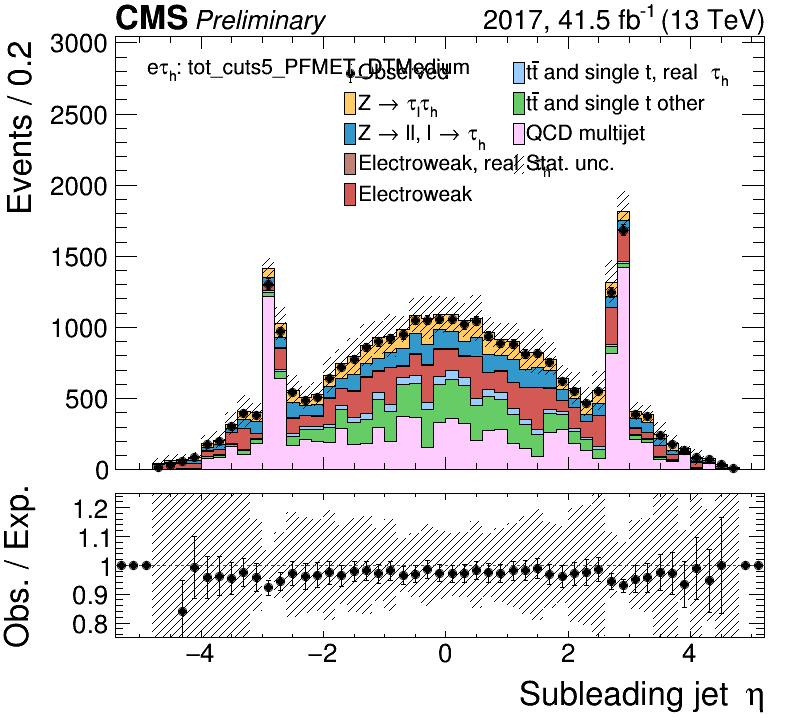 CMS Preliminary 2017, 41.5 fb⁻¹ (13 TeV)
Events / 0.2
3000
2500
2000
1500
1000
500
0
eτh: tot_cuts5_PFMET_DTMedium
Observed
Z → τlτh
Z → ll, l → τh
Electroweak, real τh
Electroweak
tt̄ and single t, real τh
tt̄ and single t other
QCD multijet
Stat. unc.
Obs. / Exp.
1.2
1.1
1
0.9
0.8
−4 −2 0 2 4
Subleading jet η